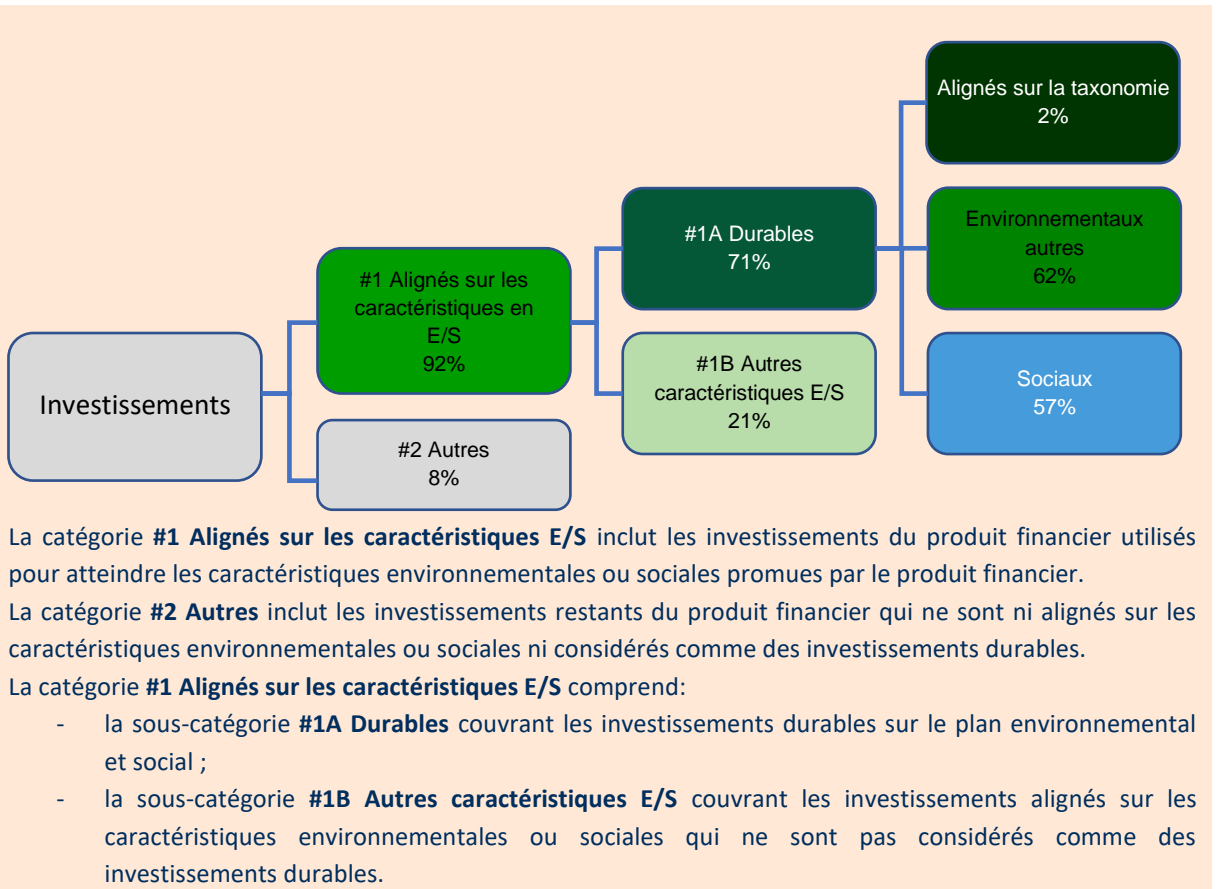 Investissements
#1 Alignés sur les
caractéristiques en
E/S
92%
#2 Autres
8%
#1A Durables
71%
#1B Autres
caractéristiques E/S
21%
Alignés sur la taxonomie
2%
Environnementaux
autres
62%
Sociaux
57%
La catégorie #1 Alignés sur les caractéristiques E/S inclut les investissements du produit financier utilisés
pour atteindre les caractéristiques environnementales ou sociales promues par le produit financier.
La catégorie #2 Autres inclut les investissements restants du produit financier qui ne sont ni alignés sur les
caractéristiques environnementales ou sociales ni considérés comme des investissements durables.
La catégorie #1 Alignés sur les caractéristiques E/S comprend:
- la sous-catégorie #1A Durables couvrant les investissements durables sur le plan environnemental
et social ;
- la sous-catégorie #1B Autres caractéristiques E/S couvrant les investissements alignés sur les
caractéristiques environnementales ou sociales qui ne sont pas considérés comme des
investissements durables.